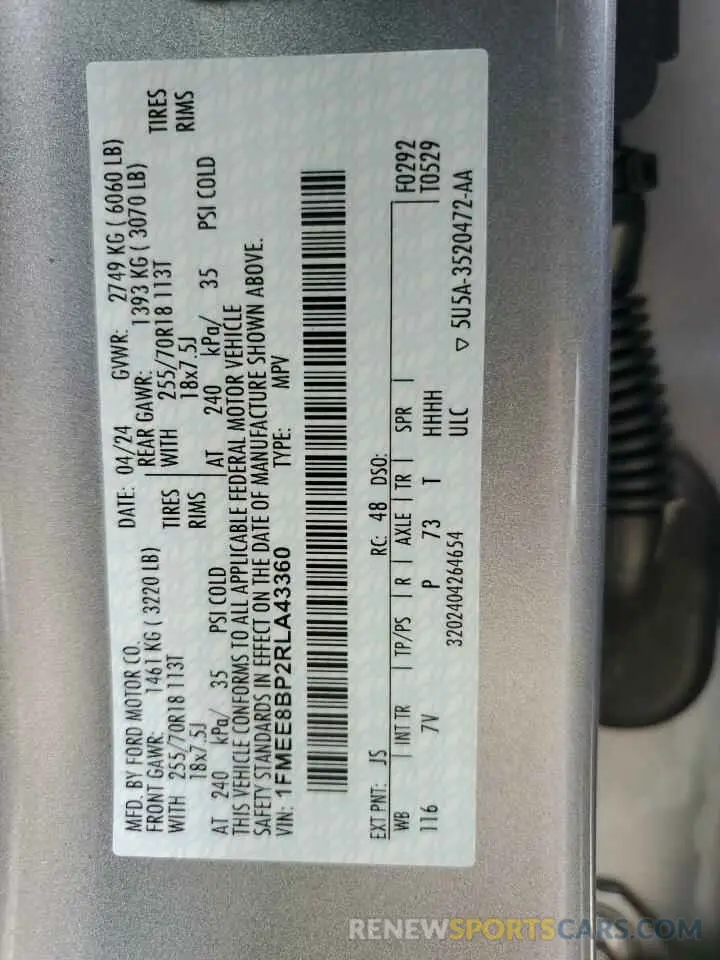 MFD. BY FORD MOTOR CO.
DATE: 04/24 GVWR: 2749 KG ( 6060 LB)
FRONT GAWR: 1461 KG ( 3220 LB) REAR GAWR: 1393 KG ( 3070 LB)
WITH 255/70R18 113T TIRES WITH 255/70R18 113T TIRES
18x7.5J RIMS 18x7.5J RIMS
AT 240 kPa/ 35 PSI COLD AT 240 kPa/ 35 PSI COLD
THIS VEHICLE CONFORMS TO ALL APPLICABLE FEDERAL MOTOR VEHICLE
SAFETY STANDARDS IN EFFECT ON THE DATE OF MANUFACTURE SHOWN ABOVE.
VIN: 1FMEE8BP2RLA43360 TYPE: MPV
EXT PNT: JS RC: 48 DSO:
WB INT TR TP/PS R AXLE TR SPR F0292
116 7V P 73 T HHHH T0529
3202404264654 ULC
▽ 5U5A-3520472-AA
RENEWSPORTSCARS.COM